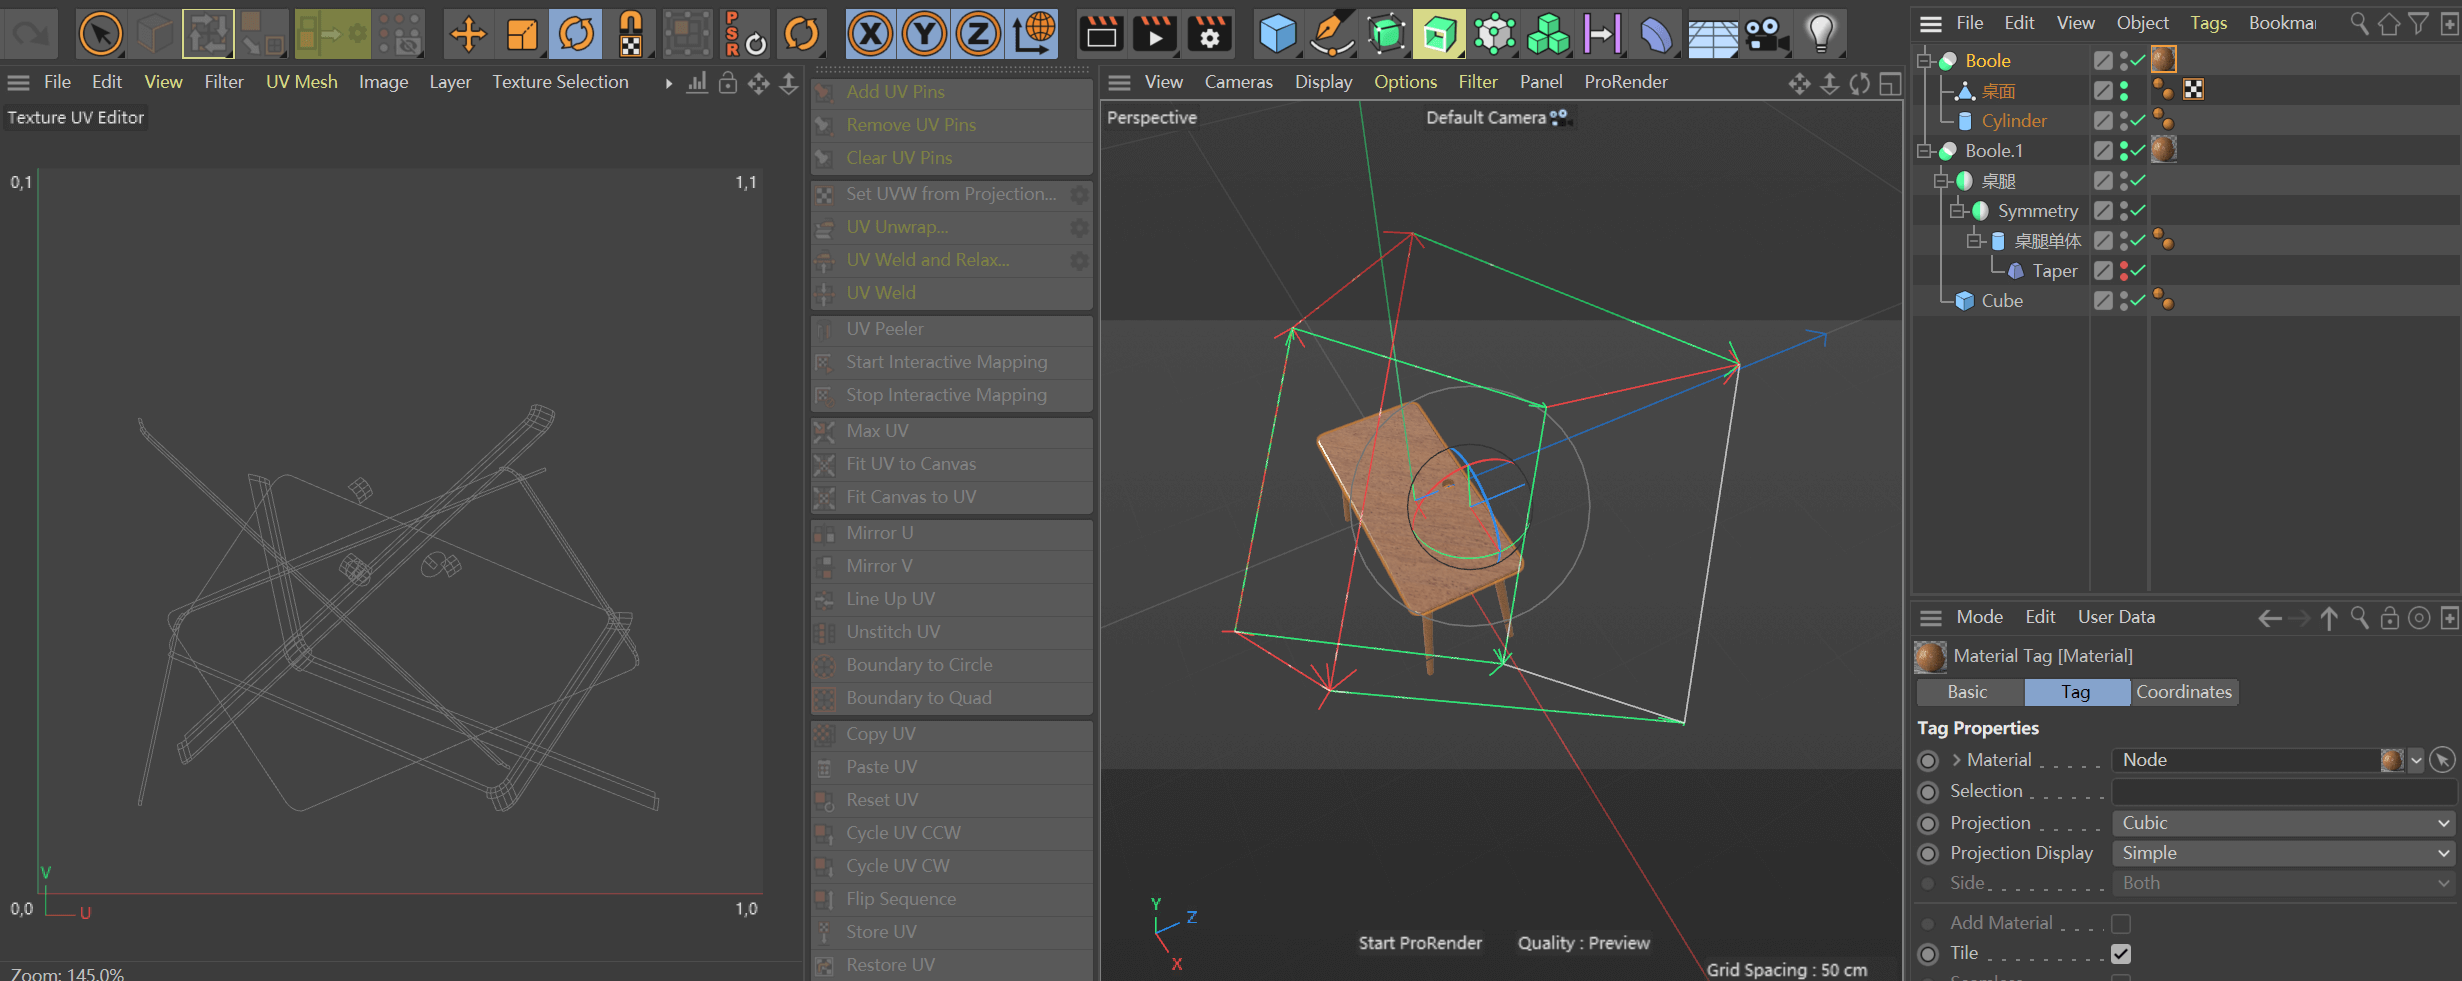 P
S
R
X
Y
Z
File Edit View Filter UV Mesh Image Layer Texture Selection
Texture UV Editor
0,1
1,1
V
0,0
U
1,0
Zoom: 145.0%
Add UV Pins
Remove UV Pins
Clear UV Pins
Set UVW from Projection...
UV Unwrap...
UV Weld and Relax...
UV Weld
UV Peeler
Start Interactive Mapping
Stop Interactive Mapping
Max UV
Fit UV to Canvas
Fit Canvas to UV
Mirror U
Mirror V
Line Up UV
Unstitch UV
Boundary to Circle
Boundary to Quad
Copy UV
Paste UV
Reset UV
Cycle UV CCW
Cycle UV CW
Flip Sequence
Store UV
Restore UV
View Cameras Display Options Filter Panel ProRender
Perspective
Default Camera
Y
Z
X
Start ProRender
Quality : Preview
Grid Spacing : 50 cm
File Edit View Object Tags Bookmar
Boole
桌面
Cylinder
Boole.1
桌腿
Symmetry
桌腿单体
Taper
Cube
Mode Edit User Data
Material Tag [Material]
Basic Tag Coordinates
Tag Properties
Material Node
Selection
Projection Cubic
Projection Display Simple
Side Both
Add Material
Tile
Seamless